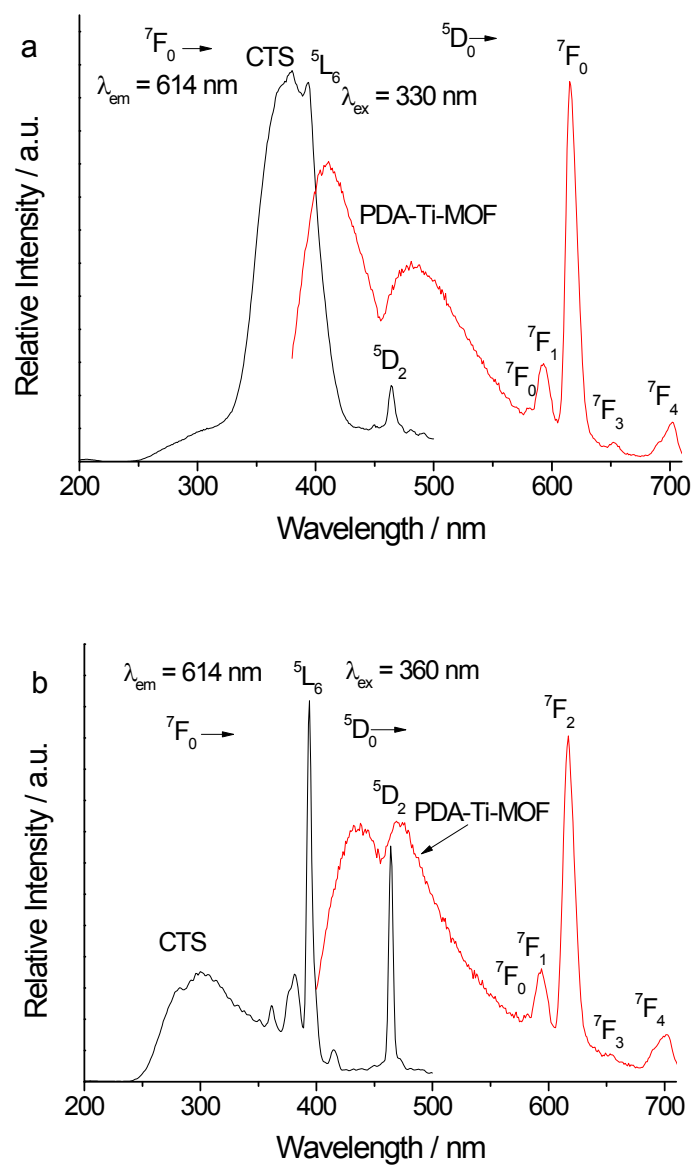 a
⁷F₀ → ⁵D₀ → ⁷F₀
CTS ⁵L₆
λem = 614 nm λex = 330 nm
PDA-Ti-MOF
⁵D₂ ⁷F₀ ⁷F₁ ⁷F₃ ⁷F₄
Relative Intensity / a.u.
200 300 400 500 600 700
Wavelength / nm
b
λem = 614 nm ⁵L₆ λex = 360 nm
⁷F₀ → ⁵D₀ → ⁷F₂
⁵D₂ PDA-Ti-MOF
CTS ⁷F₀ ⁷F₁ ⁷F₃ ⁷F₄
Relative Intensity / a.u.
200 300 400 500 600 700
Wavelength / nm